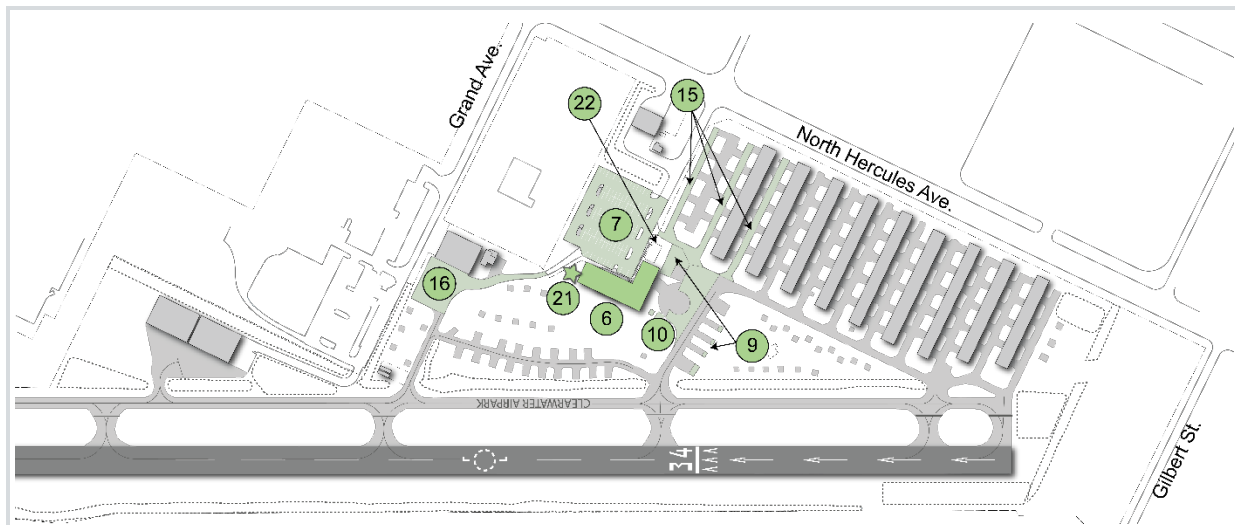 Grand Ave.
22
15
North Hercules Ave.
7
16
21
6
10
9
CLEARWATER AIRPARK
34
Gilbert St.